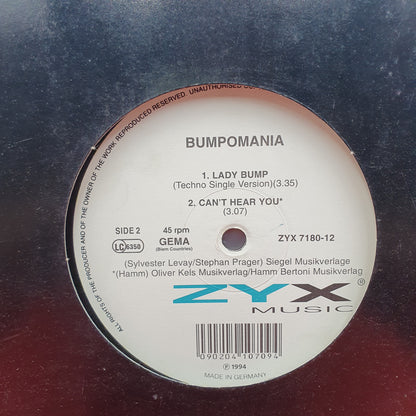 ALL RIGHTS OF THE PRODUCER AND OF THE OWNER OF THE WORK REPRODUCED RESERVED UNAUTHORISED
BUMPOMANIA
1. LADY BUMP
(Techno Single Version)(3.35)
2. CAN'T HEAR YOU*
(3.07)
SIDE 2
45 rpm
GEMA
(Biem Countries)
LC 6350
ZYX 7180-12
(Sylvester Levay/Stephan Prager) Siegel Musikverlage
*(Hamm) Oliver Kels Musikverlag/Hamm Bertoni Musikverlag
ZYX®
MUSIC
090204 107094
℗ 1994
MADE IN GERMANY